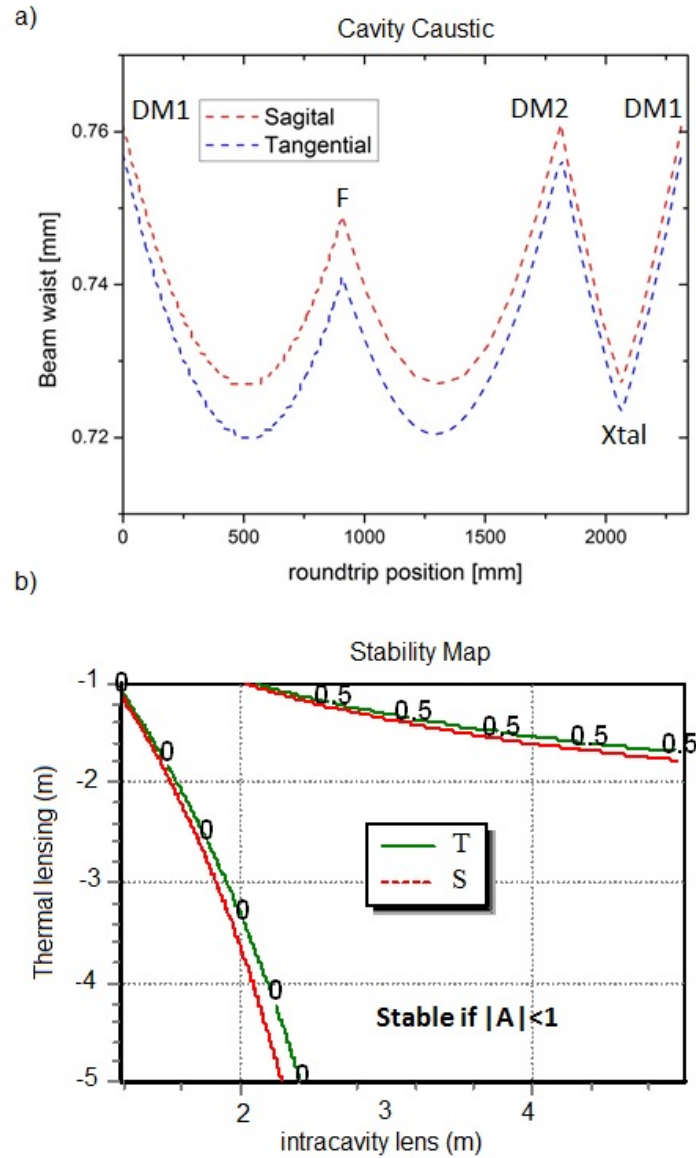 a)
Cavity Caustic
DM1
DM2
DM1
Sagital
Tangential
F
Xtal
0.76
0.74
0.72
Beam waist [mm]
0
500
1000
1500
2000
roundtrip position [mm]
b)
Stability Map
-1
-2
-3
-4
-5
Thermal lensing (m)
0
0
0
0
0
0
0.5
0.5
0.5
0.5
0.5
T
S
Stable if |A|<1
2
3
4
intracavity lens (m)